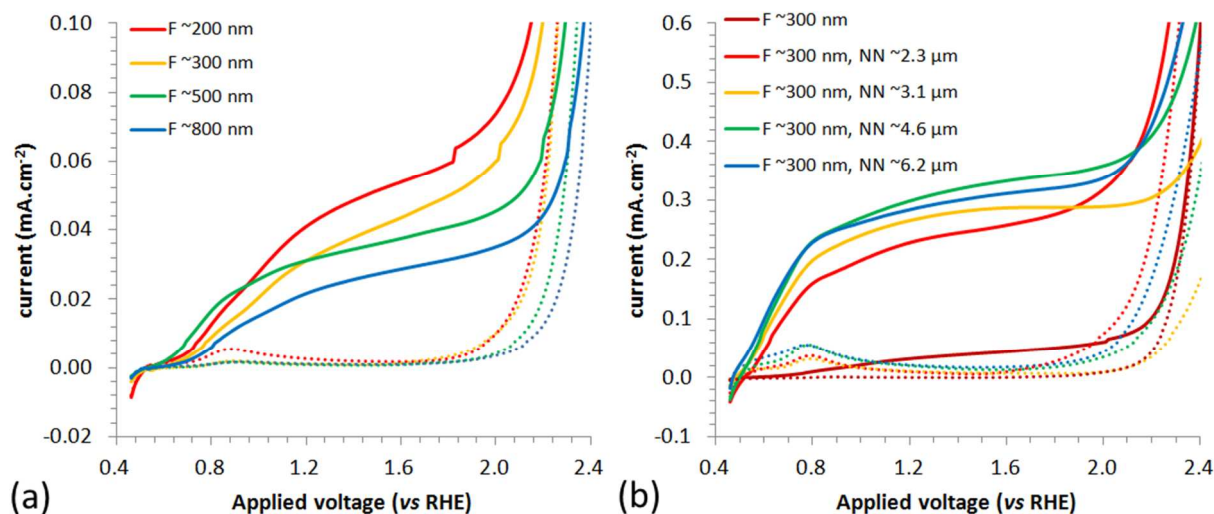 F ~200 nm
F ~300 nm
F ~500 nm
F ~800 nm
current (mA.cm-2)
0.10
0.08
0.06
0.04
0.02
0.00
-0.02
0.4 0.8 1.2 1.6 2.0 2.4
Applied voltage (vs RHE)
(a)
F ~300 nm
F ~300 nm, NN ~2.3 µm
F ~300 nm, NN ~3.1 µm
F ~300 nm, NN ~4.6 µm
F ~300 nm, NN ~6.2 µm
current (mA.cm-2)
0.6
0.5
0.4
0.3
0.2
0.1
0.0
-0.1
0.4 0.8 1.2 1.6 2.0 2.4
Applied voltage (vs RHE)
(b)